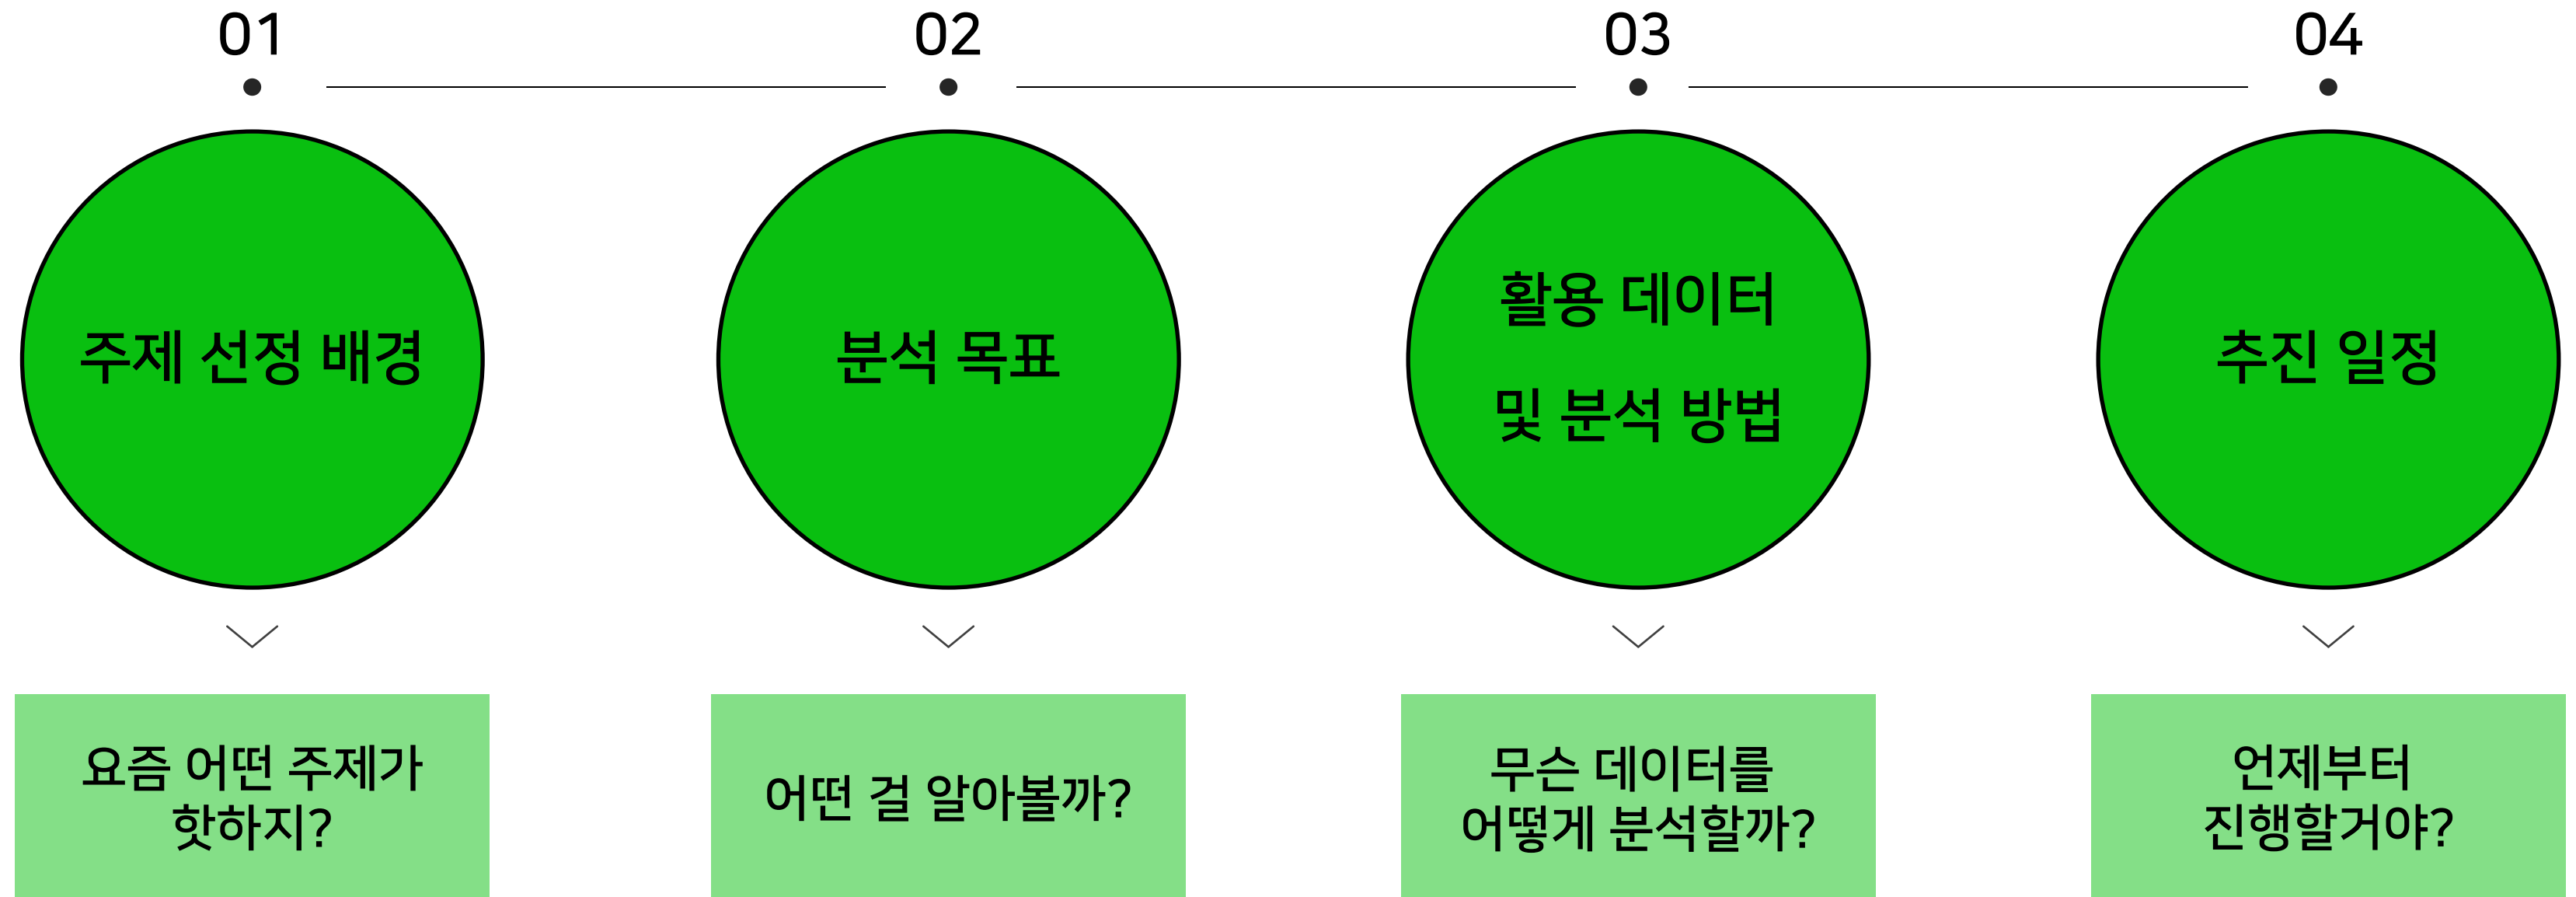 01
02
03
04
주제 선정 배경
분석 목표
활용 데이터
및 분석 방법
추진 일정
요즘 어떤 주제가
핫하지?
어떤 걸 알아볼까?
무슨 데이터를
어떻게 분석할까?
언제부터
진행할거야?